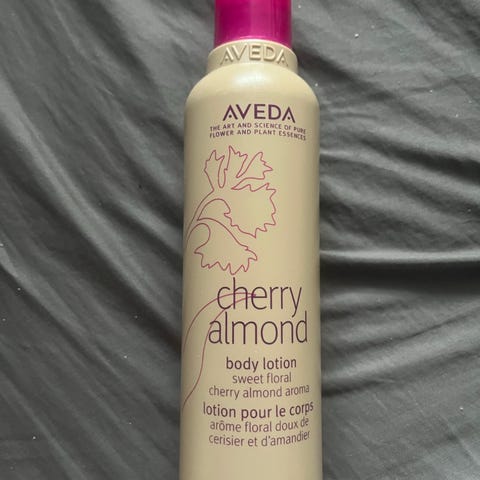 AVEDA
AVEDA
THE ART AND SCIENCE OF PURE
FLOWER AND PLANT ESSENCES
cherry
almond
body lotion
sweet floral
cherry almond aroma
lotion pour le corps
arôme floral doux de
cerisier et d'amandier